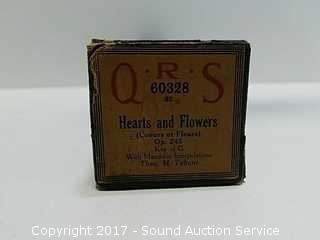 Q · R · S
60328
Hearts and Flowers
(Coeurs et Fleurs)
Op. 245
Key of C
With Mandolin Interpolations
Theo. M. Tobani
Copyright 2017 - Sound Auction Service